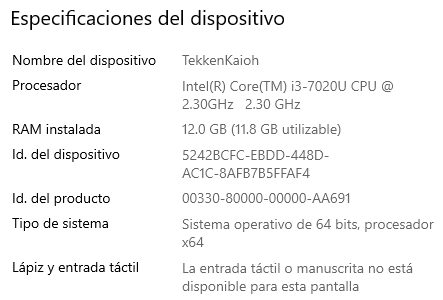 Especificaciones del dispositivo
Nombre del dispositivo TekkenKaioh
Procesador Intel(R) Core(TM) i3-7020U CPU @
2.30GHz 2.30 GHz
RAM instalada 12.0 GB (11.8 GB utilizable)
Id. del dispositivo 5242BCFC-EBDD-448D-
AC1C-8AFB7B5FFAF4
Id. del producto 00330-80000-00000-AA691
Tipo de sistema Sistema operativo de 64 bits, procesador
x64
Lápiz y entrada táctil La entrada táctil o manuscrita no está
disponible para esta pantalla